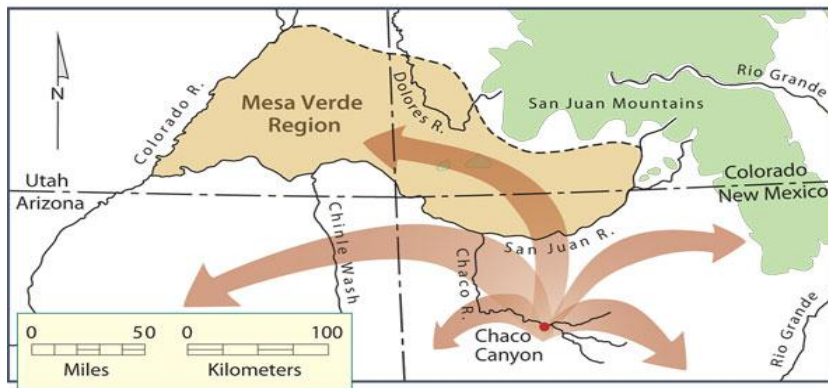 Colorado R.
N
Mesa Verde
Region
Dolores R.
San Juan Mountains
Rio Grande
Utah
Arizona
Colorado
New Mexico
Chinle Wash
Chaco R.
San Juan R.
Chaco
Canyon
Rio Grande
0 50 0 100
Miles Kilometers